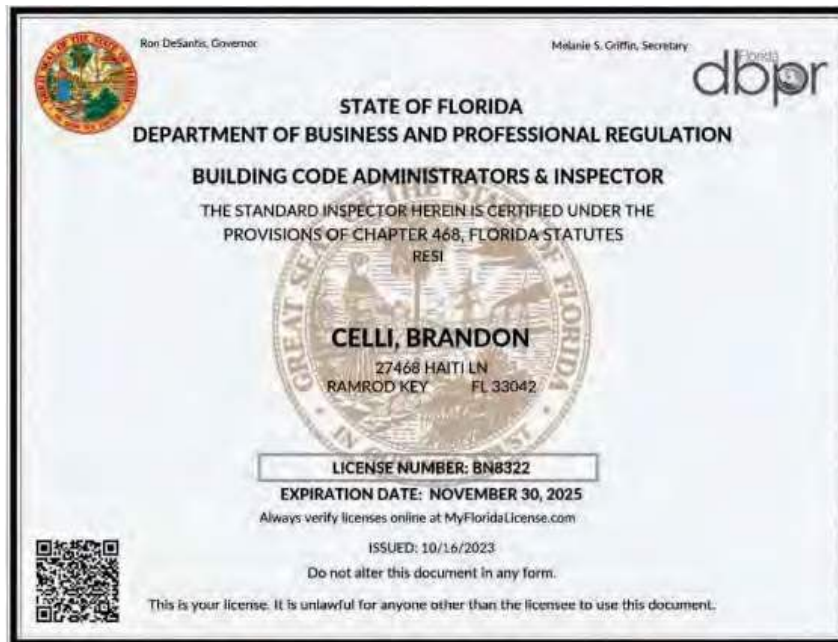 Ron DeSantis, Governor
Melanie S. Griffin, Secretary
Florida
dbpr
STATE OF FLORIDA
DEPARTMENT OF BUSINESS AND PROFESSIONAL REGULATION
BUILDING CODE ADMINISTRATORS & INSPECTOR
THE STANDARD INSPECTOR HEREIN IS CERTIFIED UNDER THE
PROVISIONS OF CHAPTER 468, FLORIDA STATUTES
RESI
CELLI, BRANDON
27468 HAITI LN
RAMROD KEY FL 33042
LICENSE NUMBER: BN8322
EXPIRATION DATE: NOVEMBER 30, 2025
Always verify licenses online at MyFloridaLicense.com
ISSUED: 10/16/2023
Do not alter this document in any form.
This is your license. It is unlawful for anyone other than the licensee to use this document.